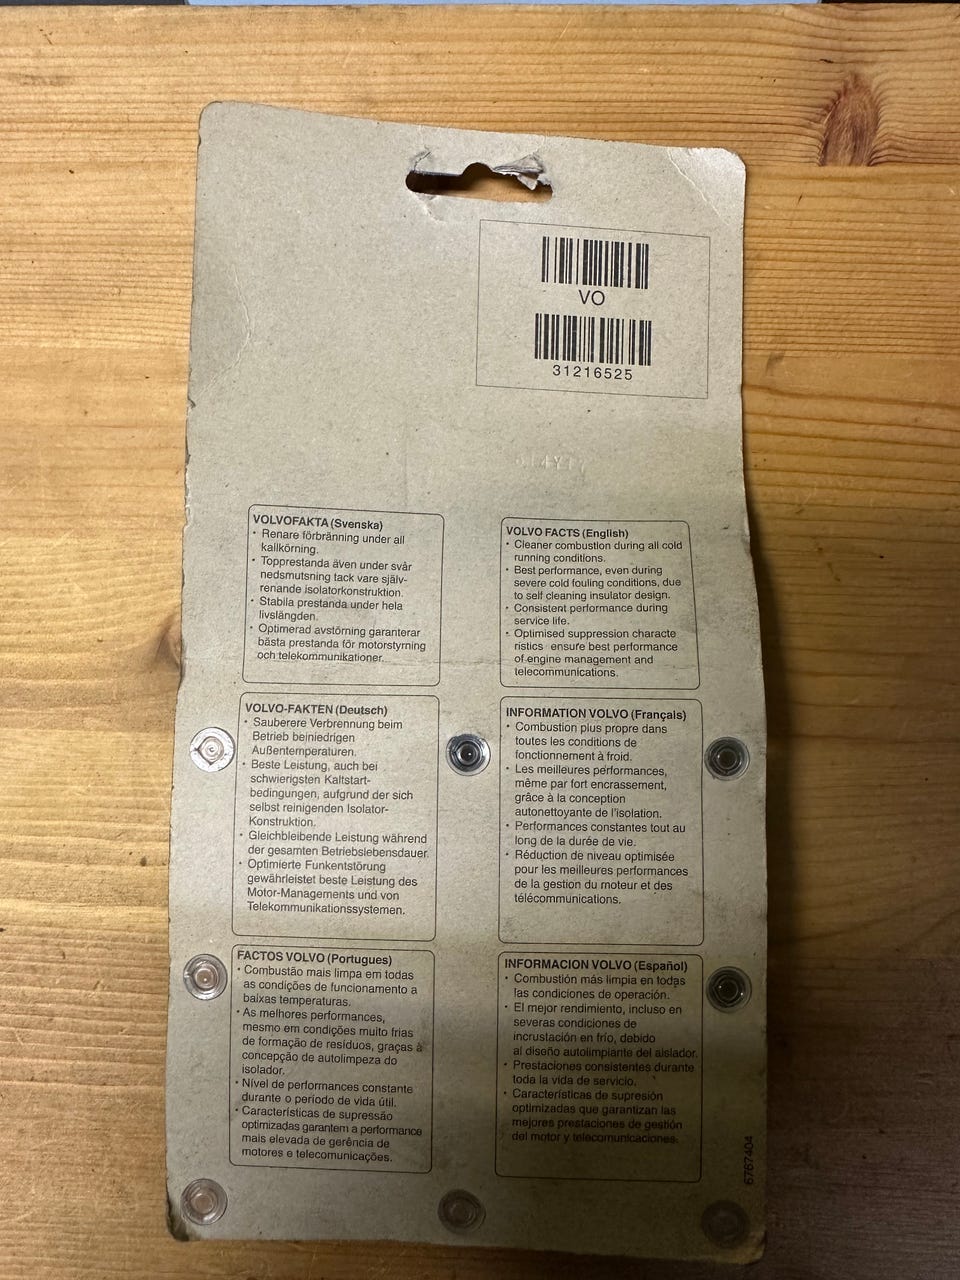 VO
31216525
VOLVOFAKTA (Svenska)
• Renare förbränning under all
kallkörning.
• Topprestanda även under svår
nedsmutsning tack vare själv-
renande isolatorkonstruktion.
• Stabila prestanda under hela
livslängden.
• Optimerad avstörning garanterar
bästa prestanda för motorstyrning
och telekommunikationer.
VOLVO FACTS (English)
• Cleaner combustion during all cold
running conditions.
• Best performance, even during
severe cold fouling conditions, due
to self cleaning insulator design.
• Consistent performance during
service life.
• Optimised suppression characte
ristics ensure best performance
of engine management and
telecommunications.
VOLVO-FAKTEN (Deutsch)
• Sauberere Verbrennung beim
Betrieb beiniedrigen
Außentemperaturen.
• Beste Leistung, auch bei
schwierigsten Kaltstart-
bedingungen, aufgrund der sich
selbst reinigenden Isolator-
Konstruktion.
• Gleichbleibende Leistung während
der gesamten Betriebslebensdauer.
• Optimierte Funkentstörung
gewährleistet beste Leistung des
Motor-Managements und von
Telekommunikationssystemen.
INFORMATION VOLVO (Français)
• Combustion plus propre dans
toutes les conditions de
fonctionnement à froid.
• Les meilleures performances,
même par fort encrassement,
grâce à la conception
autonettoyante de l'isolation.
• Performances constantes tout au
long de la durée de vie.
• Réduction de niveau optimisée
pour les meilleures performances
de la gestion du moteur et des
télécommunications.
FACTOS VOLVO (Portugues)
• Combustão mais limpa em todas
as condições de funcionamento a
baixas temperaturas.
• As melhores performances,
mesmo em condições muito frias
de formação de resíduos, graças à
concepção de autolimpeza do
isolador.
• Nível de performances constante
durante o periodo de vida útil.
• Características de supressão
optimizadas garantem a performance
mais elevada de gerência de
motores e telecomunicações.
INFORMACION VOLVO (Español)
• Combustión más limpia en todas
las condiciones de operación.
• El mejor rendimiento, incluso en
severas condiciones de
incrustación en frío, debido
al diseño autolimpiante del aislador.
• Prestaciones consistentes durante
toda la vida de servicio.
• Características de supresión
optimizadas que garantizan las
mejores prestaciones de gestión
del motor y telecomunicaciones.
6767404